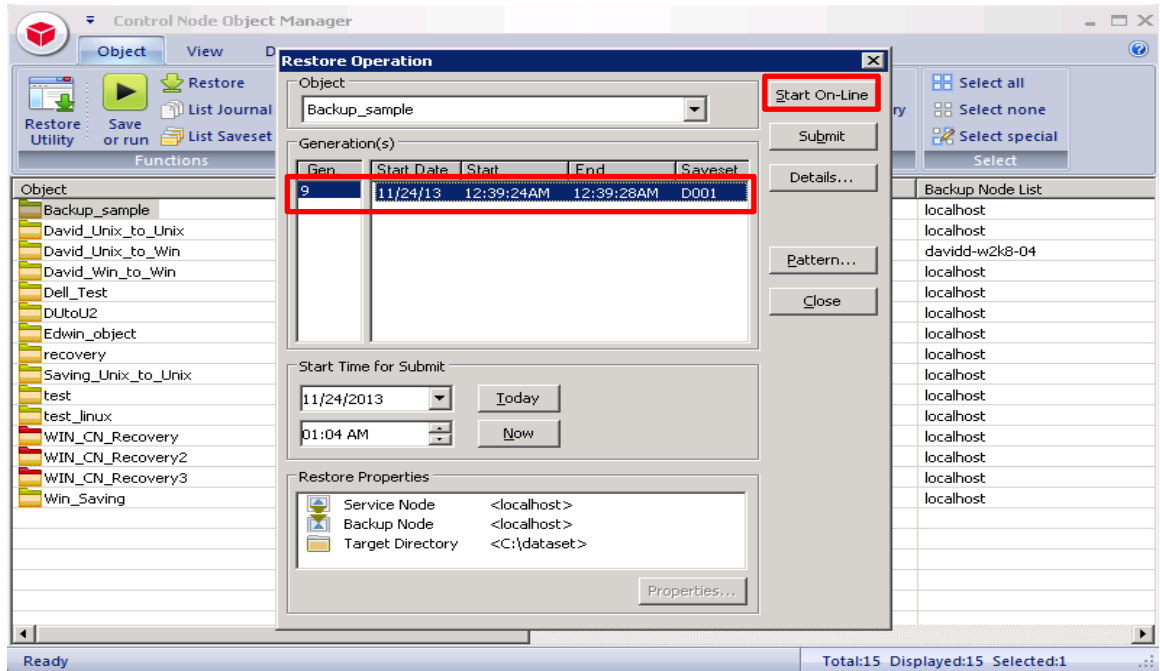 Control Node Object Manager
Object View D
Restore Utility
Save or run
Restore
List Journal
List Saveset
Functions
ry
Select all
Select none
Select special
Select
Object
Backup_sample
David_Unix_to_Unix
David_Unix_to_Win
David_Win_to_Win
Dell_Test
DUtoU2
Edwin_object
recovery
Saving_Unix_to_Unix
test
test_linux
WIN_CN_Recovery
WIN_CN_Recovery2
WIN_CN_Recovery3
Win_Saving
Restore Operation
Object
Backup_sample
Generation(s)
Gen. Start Date Start End Saveset
9 11/24/13 12:39:24AM 12:39:28AM D001
Start Time for Submit
11/24/2013 Today
01:04 AM Now
Restore Properties
Service Node <localhost>
Backup Node <localhost>
Target Directory <C:\dataset>
Properties...
Start On-Line
Submit
Details...
Pattern...
Close
Backup Node List
localhost
localhost
davidd-w2k8-04
localhost
localhost
localhost
localhost
localhost
localhost
localhost
localhost
localhost
localhost
localhost
localhost
Ready
Total:15 Displayed:15 Selected:1